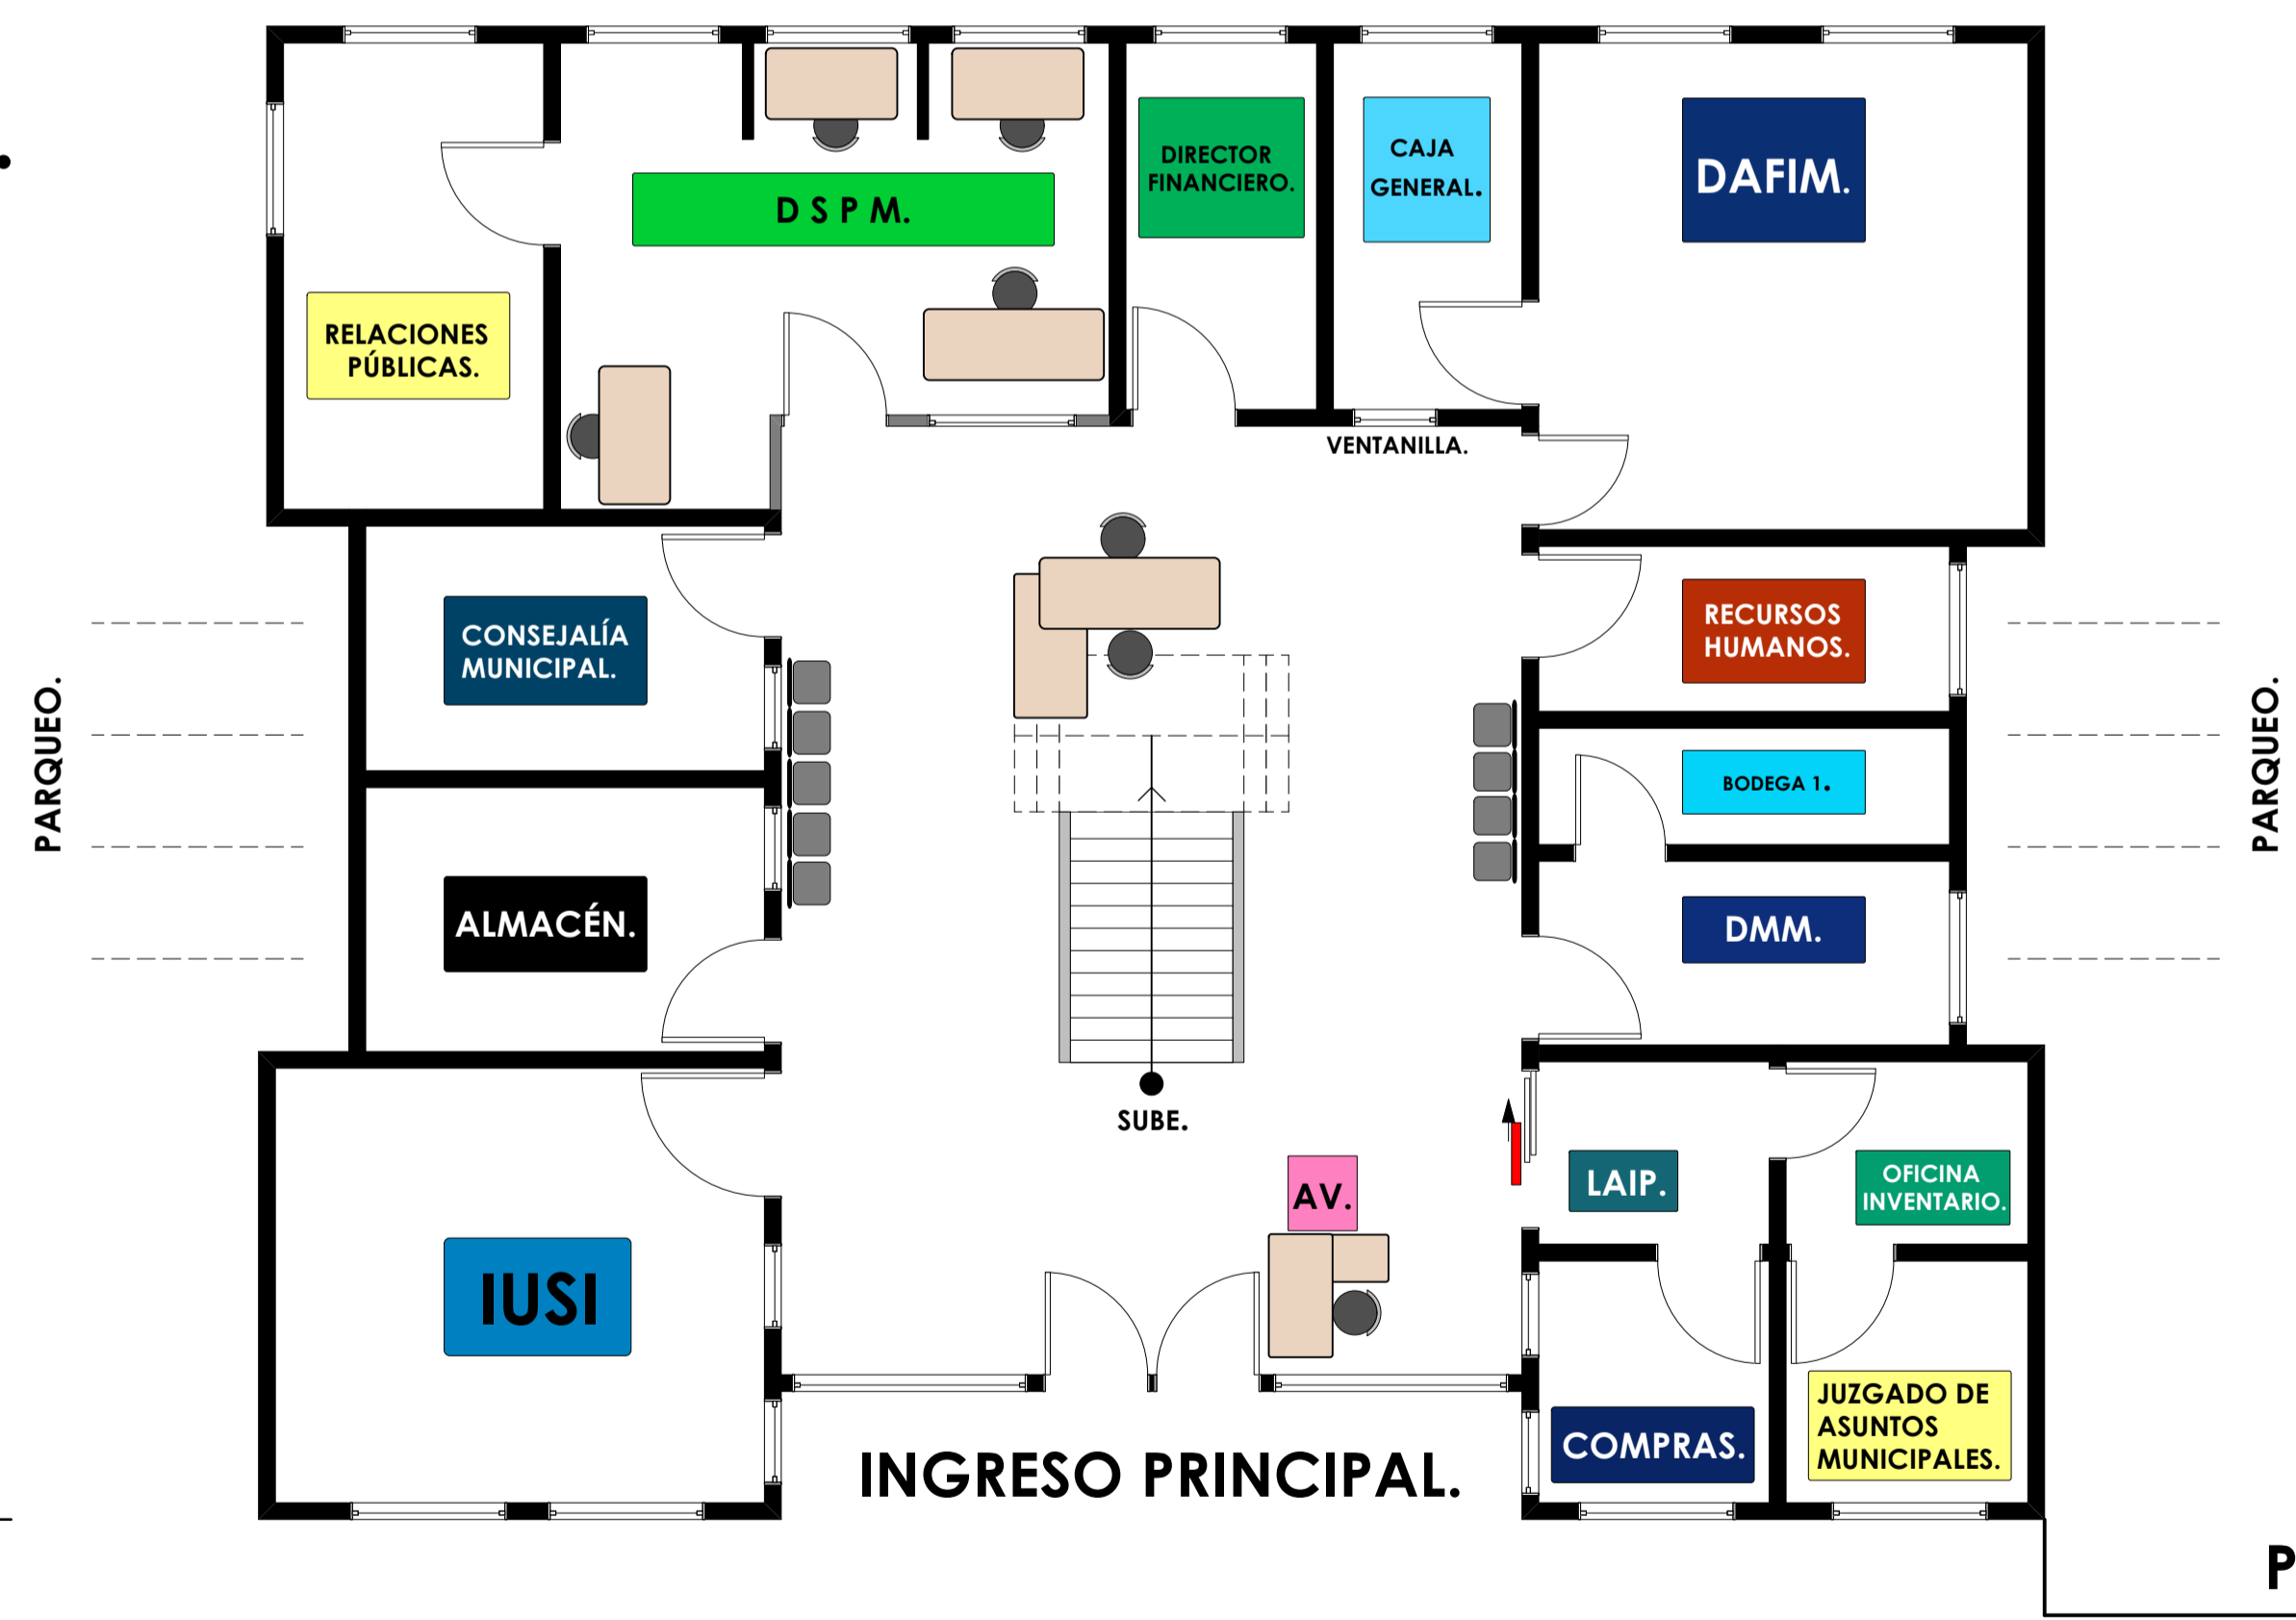 D S P M.
DIRECTOR
FINANCIERO.
CAJA
GENERAL.
DAFIM.
RELACIONES
PÚBLICAS.
VENTANILLA.
CONSEJALÍA
MUNICIPAL.
RECURSOS
HUMANOS.
PARQUEO.
PARQUEO.
BODEGA 1.
ALMACÉN.
DMM.
SUBE.
AV.
LAIP.
OFICINA
INVENTARIO.
IUSI
COMPRAS.
JUZGADO DE
ASUNTOS
MUNICIPALES.
INGRESO PRINCIPAL.
P